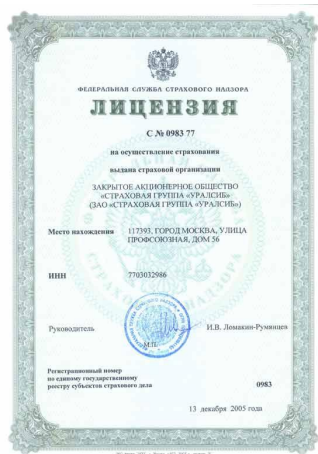 ФЕДЕРАЛЬНАЯ СЛУЖБА СТРАХОВОГО НАДЗОРА
ЛИЦЕНЗИЯ
С № 0983 77
на осуществление страхования
выдана страховой организации
ЗАКРЫТОЕ АКЦИОНЕРНОЕ ОБЩЕСТВО
«СТРАХОВАЯ ГРУППА «УРАЛСИБ»
(ЗАО «СТРАХОВАЯ ГРУППА «УРАЛСИБ»)
Место нахождения 117393, ГОРОД МОСКВА, УЛИЦА
ПРОФСОЮЗНАЯ, ДОМ 56
ИНН 7703032986
Руководитель И.В. Ломакин-Румянцев
М.П.
Регистрационный номер
по единому государственному
реестру субъектов страхового дела 0983
13 декабря 2005 года